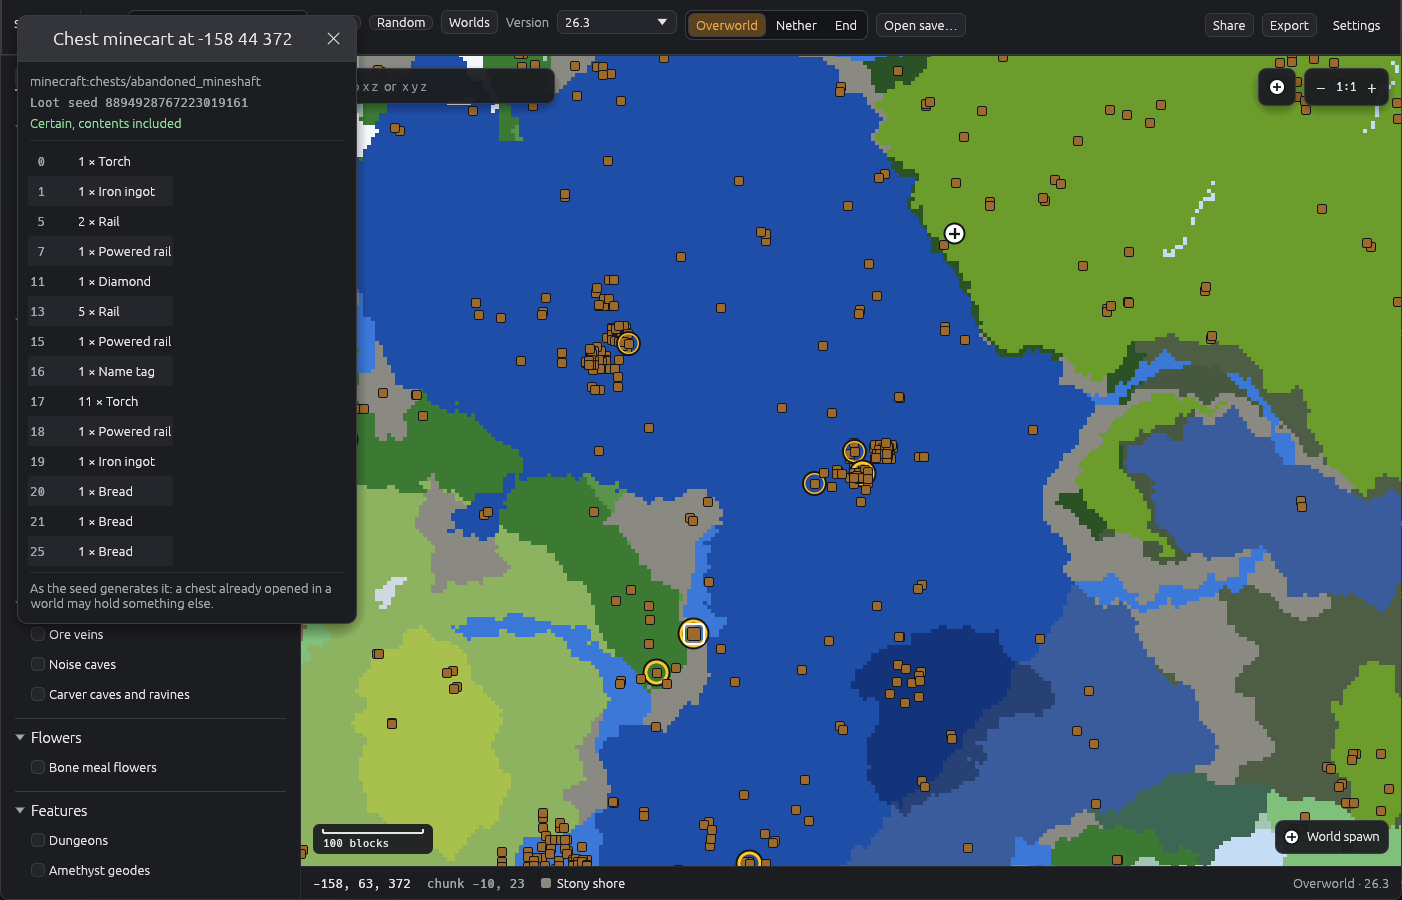 Random
Worlds
Version
26.3
Overworld
Nether
End
Open save…
Share
Export
Settings
Chest minecart at -158 44 372
minecraft:chests/abandoned_mineshaft
Loot seed 8894928767223019161
Certain, contents included
0 1 × Torch
1 1 × Iron ingot
5 2 × Rail
7 1 × Powered rail
11 1 × Diamond
13 5 × Rail
15 1 × Powered rail
16 1 × Name tag
17 11 × Torch
18 1 × Powered rail
19 1 × Iron ingot
20 1 × Bread
21 1 × Bread
25 1 × Bread
As the seed generates it: a chest already opened in a
world may hold something else.
x z or x y z
− 1:1 +
Ore veins
Noise caves
Carver caves and ravines
Flowers
Bone meal flowers
Features
Dungeons
Amethyst geodes
100 blocks
World spawn
-158, 63, 372
chunk -10, 23
Stony shore
Overworld · 26.3